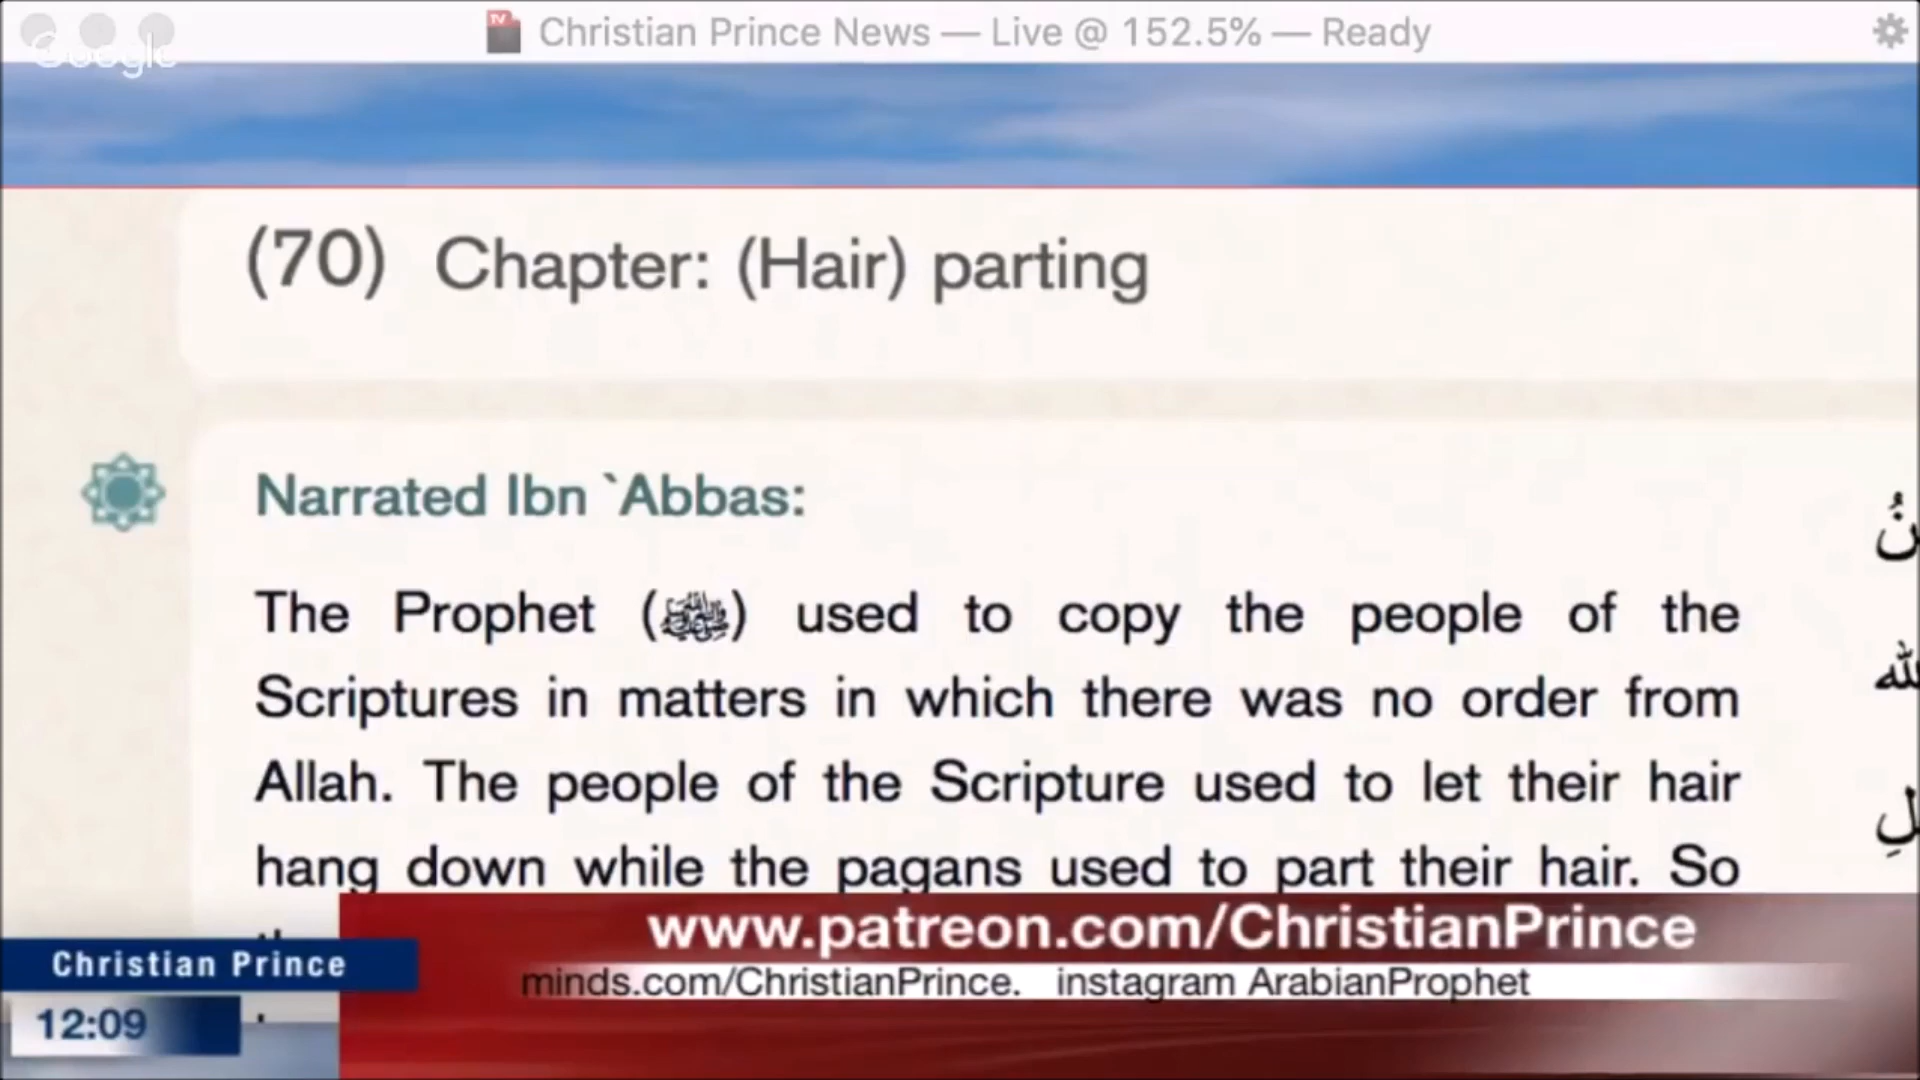 Christian Prince News — Live @ 152.5% — Ready
Google
(70) Chapter: (Hair) parting
Narrated Ibn `Abbas:
The Prophet (ﷺ) used to copy the people of the
Scriptures in matters in which there was no order from
Allah. The people of the Scripture used to let their hair
hang down while the pagans used to part their hair. So
www.patreon.com/ChristianPrince
Christian Prince
minds.com/ChristianPrince. instagram ArabianProphet
12:09